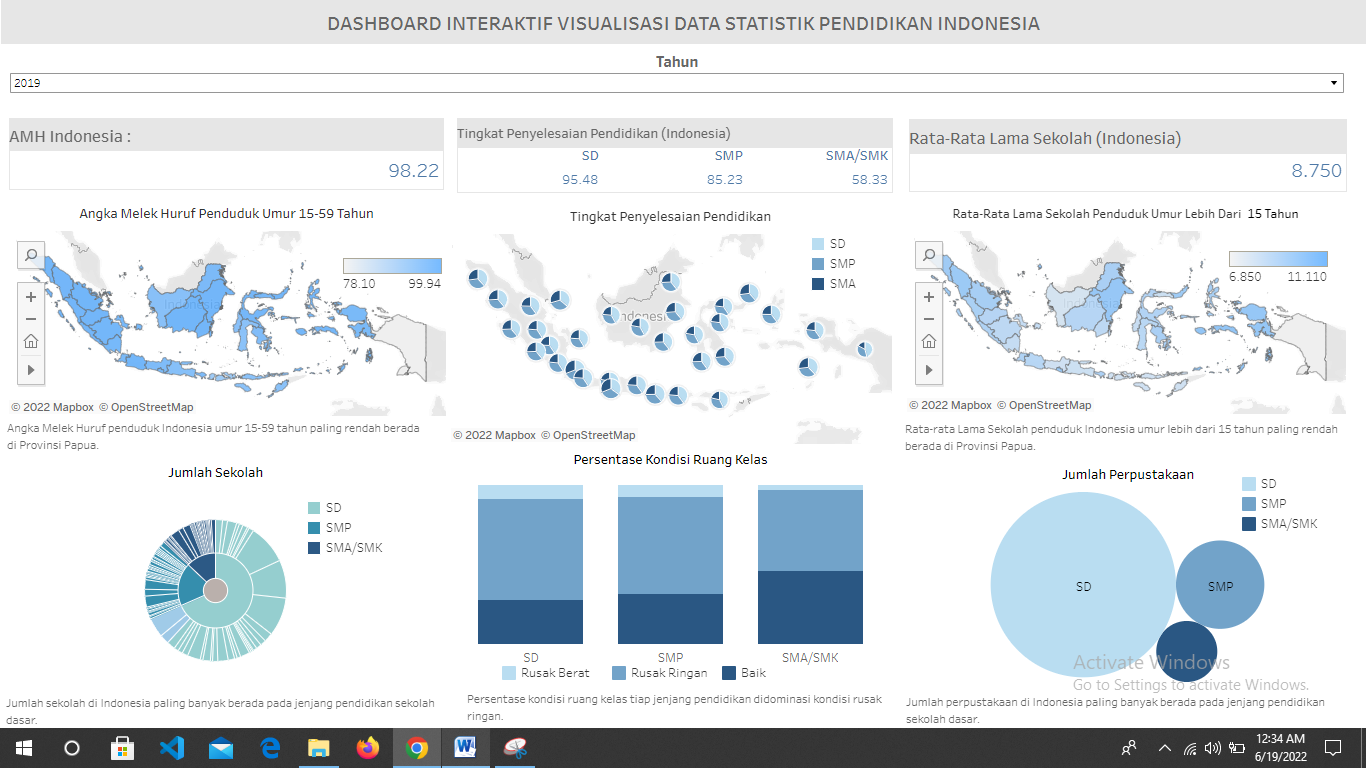 DASHBOARD INTERAKTIF VISUALISASI DATA STATISTIK PENDIDIKAN INDONESIA
Tahun
2019
AMH Indonesia :
98.22
Tingkat Penyelesaian Pendidikan (Indonesia)
SD SMP SMA/SMK
95.48 85.23 58.33
Rata-Rata Lama Sekolah (Indonesia)
8.750
Angka Melek Huruf Penduduk Umur 15-59 Tahun
78.10 99.94
Indonesia
© 2022 Mapbox © OpenStreetMap
Angka Melek Huruf penduduk Indonesia umur 15-59 tahun paling rendah berada
di Provinsi Papua.
Tingkat Penyelesaian Pendidikan
SD
SMP
SMA
Indonesia
© 2022 Mapbox © OpenStreetMap
Rata-Rata Lama Sekolah Penduduk Umur Lebih Dari 15 Tahun
6.850 11.110
Indonesia
© 2022 Mapbox © OpenStreetMap
Rata-rata Lama Sekolah penduduk Indonesia umur lebih dari 15 tahun paling rendah
berada di Provinsi Papua.
Jumlah Sekolah
SD
SMP
SMA/SMK
Jumlah sekolah di Indonesia paling banyak berada pada jenjang pendidikan sekolah
dasar.
Persentase Kondisi Ruang Kelas
SD SMP SMA/SMK
Rusak Berat Rusak Ringan Baik
Persentase kondisi ruang kelas tiap jenjang pendidikan didominasi kondisi rusak
ringan.
Jumlah Perpustakaan
SD
SMP
SMA/SMK
SD SMP
Activate Windows
Go to Settings to activate Windows.
Jumlah perpustakaan di Indonesia paling banyak berada pada jenjang pendidikan
sekolah dasar.
12:34 AM
6/19/2022